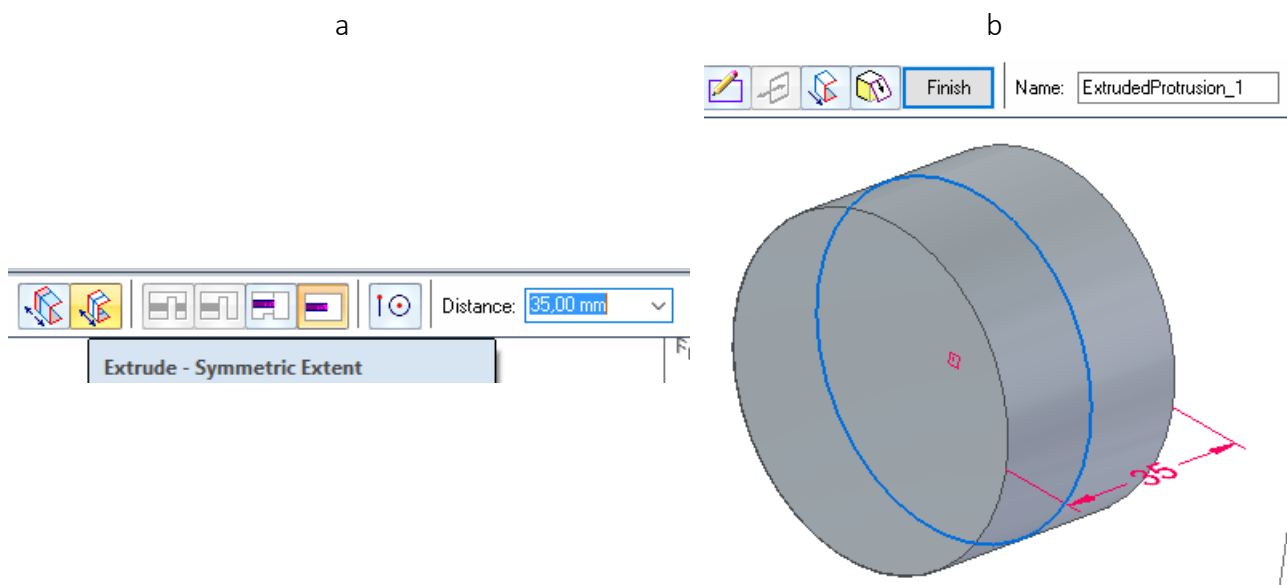 a
b
Finish Name: ExtrudedProtrusion_1
Distance: 35,00 mm
Extrude - Symmetric Extent
35